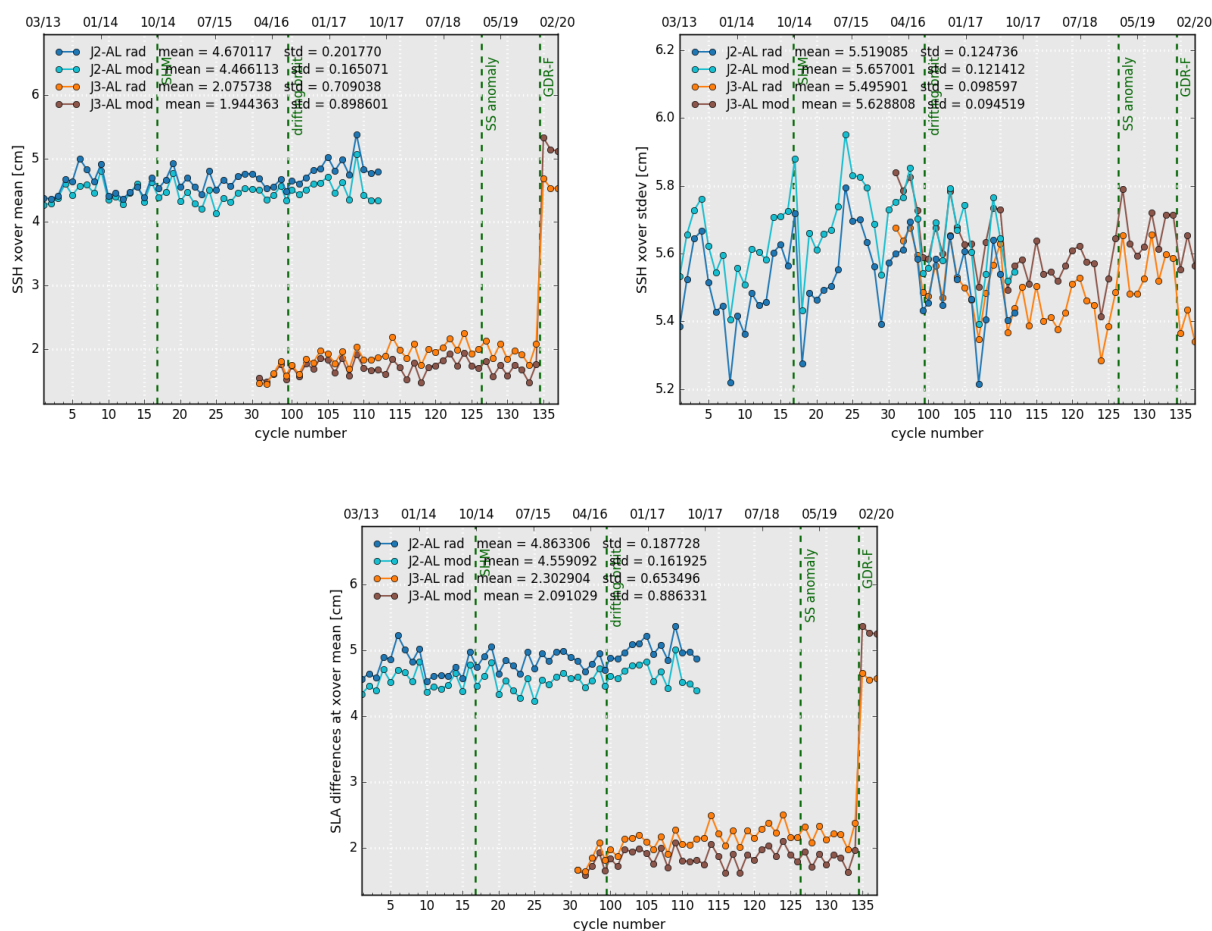 03/13 01/14 10/14 07/15 04/16 01/17 10/17 07/18 05/19 02/20
J2-AL rad mean = 4.670117 std = 0.201770
J2-AL mod mean = 4.466113 std = 0.165071
J3-AL rad mean = 2.075738 std = 0.709038
J3-AL mod mean = 1.944363 std = 0.898601
SHM
drifting orbit
SS anomaly
GDR-F
SSH xover mean [cm]
6
5
4
3
2
5 10 15 20 25 30 100 105 110 115 120 125 130 135
cycle number
03/13 01/14 10/14 07/15 04/16 01/17 10/17 07/18 05/19 02/20
J2-AL rad mean = 5.519085 std = 0.124736
J2-AL mod mean = 5.657001 std = 0.121412
J3-AL rad mean = 5.495901 std = 0.098597
J3-AL mod mean = 5.628808 std = 0.094519
SHM
drifting orbit
SS anomaly
GDR-F
SSH xover stdev [cm]
6.2
6.0
5.8
5.6
5.4
5.2
5 10 15 20 25 30 100 105 110 115 120 125 130 135
cycle number
03/13 01/14 10/14 07/15 04/16 01/17 10/17 07/18 05/19 02/20
J2-AL rad mean = 4.863306 std = 0.187728
J2-AL mod mean = 4.559092 std = 0.161925
J3-AL rad mean = 2.302904 std = 0.653496
J3-AL mod mean = 2.091029 std = 0.886331
SHM
drifting orbit
SS anomaly
GDR-F
SLA differences at xover mean [cm]
6
5
4
3
2
5 10 15 20 25 30 100 105 110 115 120 125 130 135
cycle number